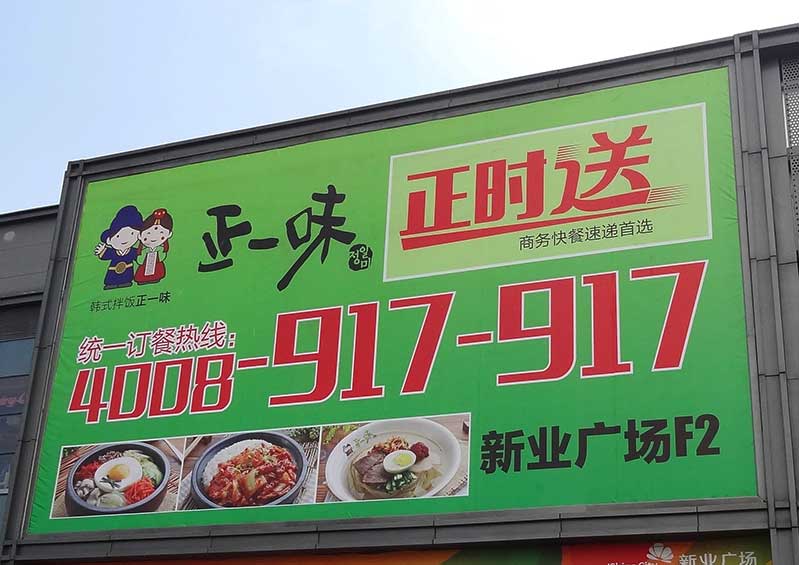 正时送
商务快餐速递首选
正一味
정일미
韩式拌饭正一味
统一订餐热线：
4008-917-917
新业广场F2
正一味
新业广场